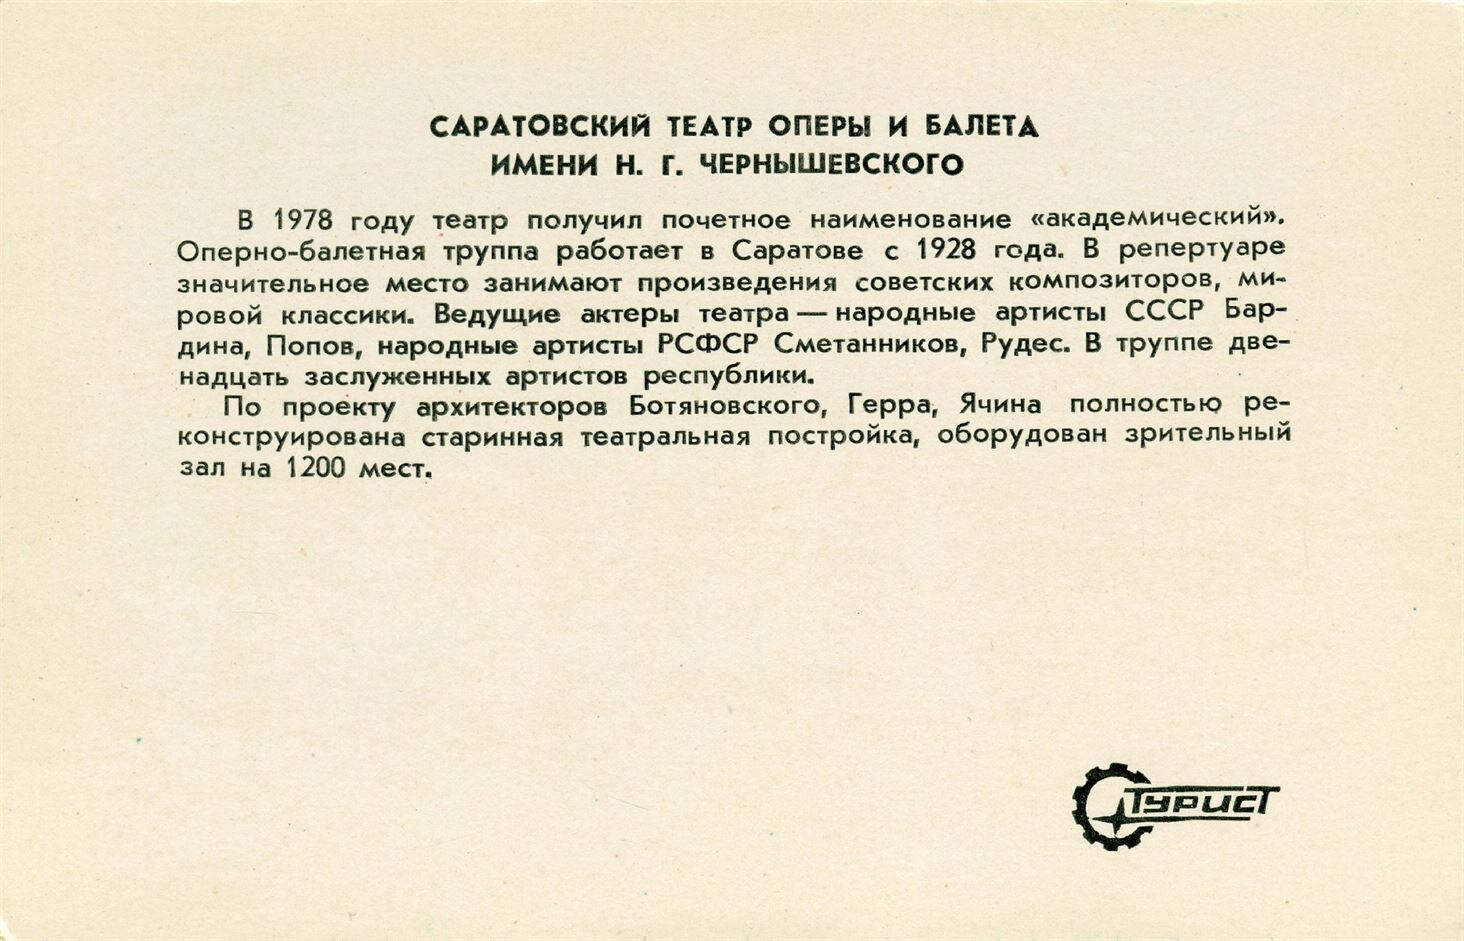 САРАТОВСКИЙ ТЕАТР ОПЕРЫ И БАЛЕТА
ИМЕНИ Н. Г. ЧЕРНЫШЕВСКОГО
В 1978 году театр получил почетное наименование «академический».
Оперно-балетная труппа работает в Саратове с 1928 года. В репертуаре
значительное место занимают произведения советских композиторов, ми-
ровой классики. Ведущие актеры театра — народные артисты СССР Бар-
дина, Попов, народные артисты РСФСР Сметанников, Рудес. В труппе две-
надцать заслуженных артистов республики.
По проекту архитекторов Ботяновского, Герра, Ячина полностью ре-
конструирована старинная театральная постройка, оборудован зрительный
зал на 1200 мест.
Турист